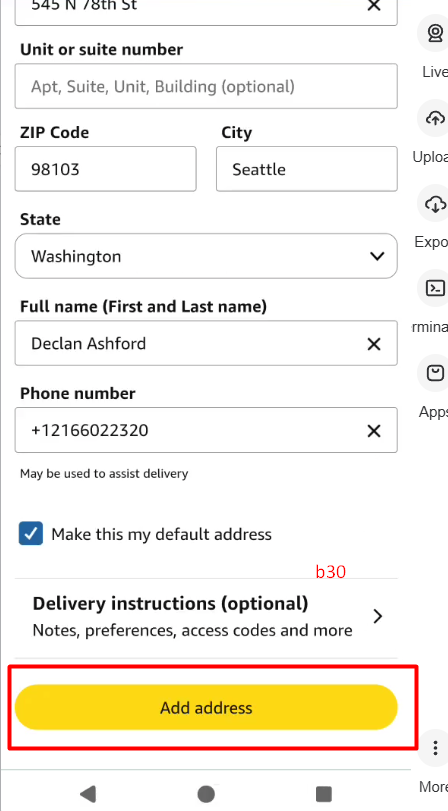 545 N 78th St
Unit or suite number
Apt, Suite, Unit, Building (optional)
ZIP Code
City
98103
Seattle
State
Washington
Full name (First and Last name)
Declan Ashford
Phone number
+12166022320
May be used to assist delivery
Make this my default address
b30
Delivery instructions (optional)
Notes, preferences, access codes and more
Add address
Live
Uploa
Expo
rmina
Apps
More